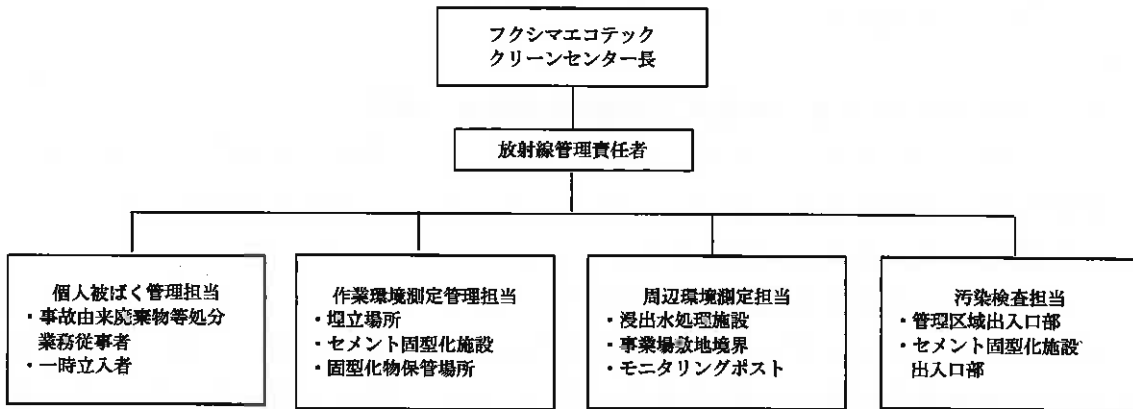 フクシマエコテック
クリーンセンター長
放射線管理責任者
個人被ばく管理担当
・事故由来廃棄物等処分
業務従事者
・一時立入者
作業環境測定管理担当
・埋立場所
・セメント固型化施設
・固型化物保管場所
周辺環境測定担当
・浸出水処理施設
・事業場敷地境界
・モニタリングポスト
汚染検査担当
・管理区域出入口部
・セメント固型化施設
出入口部